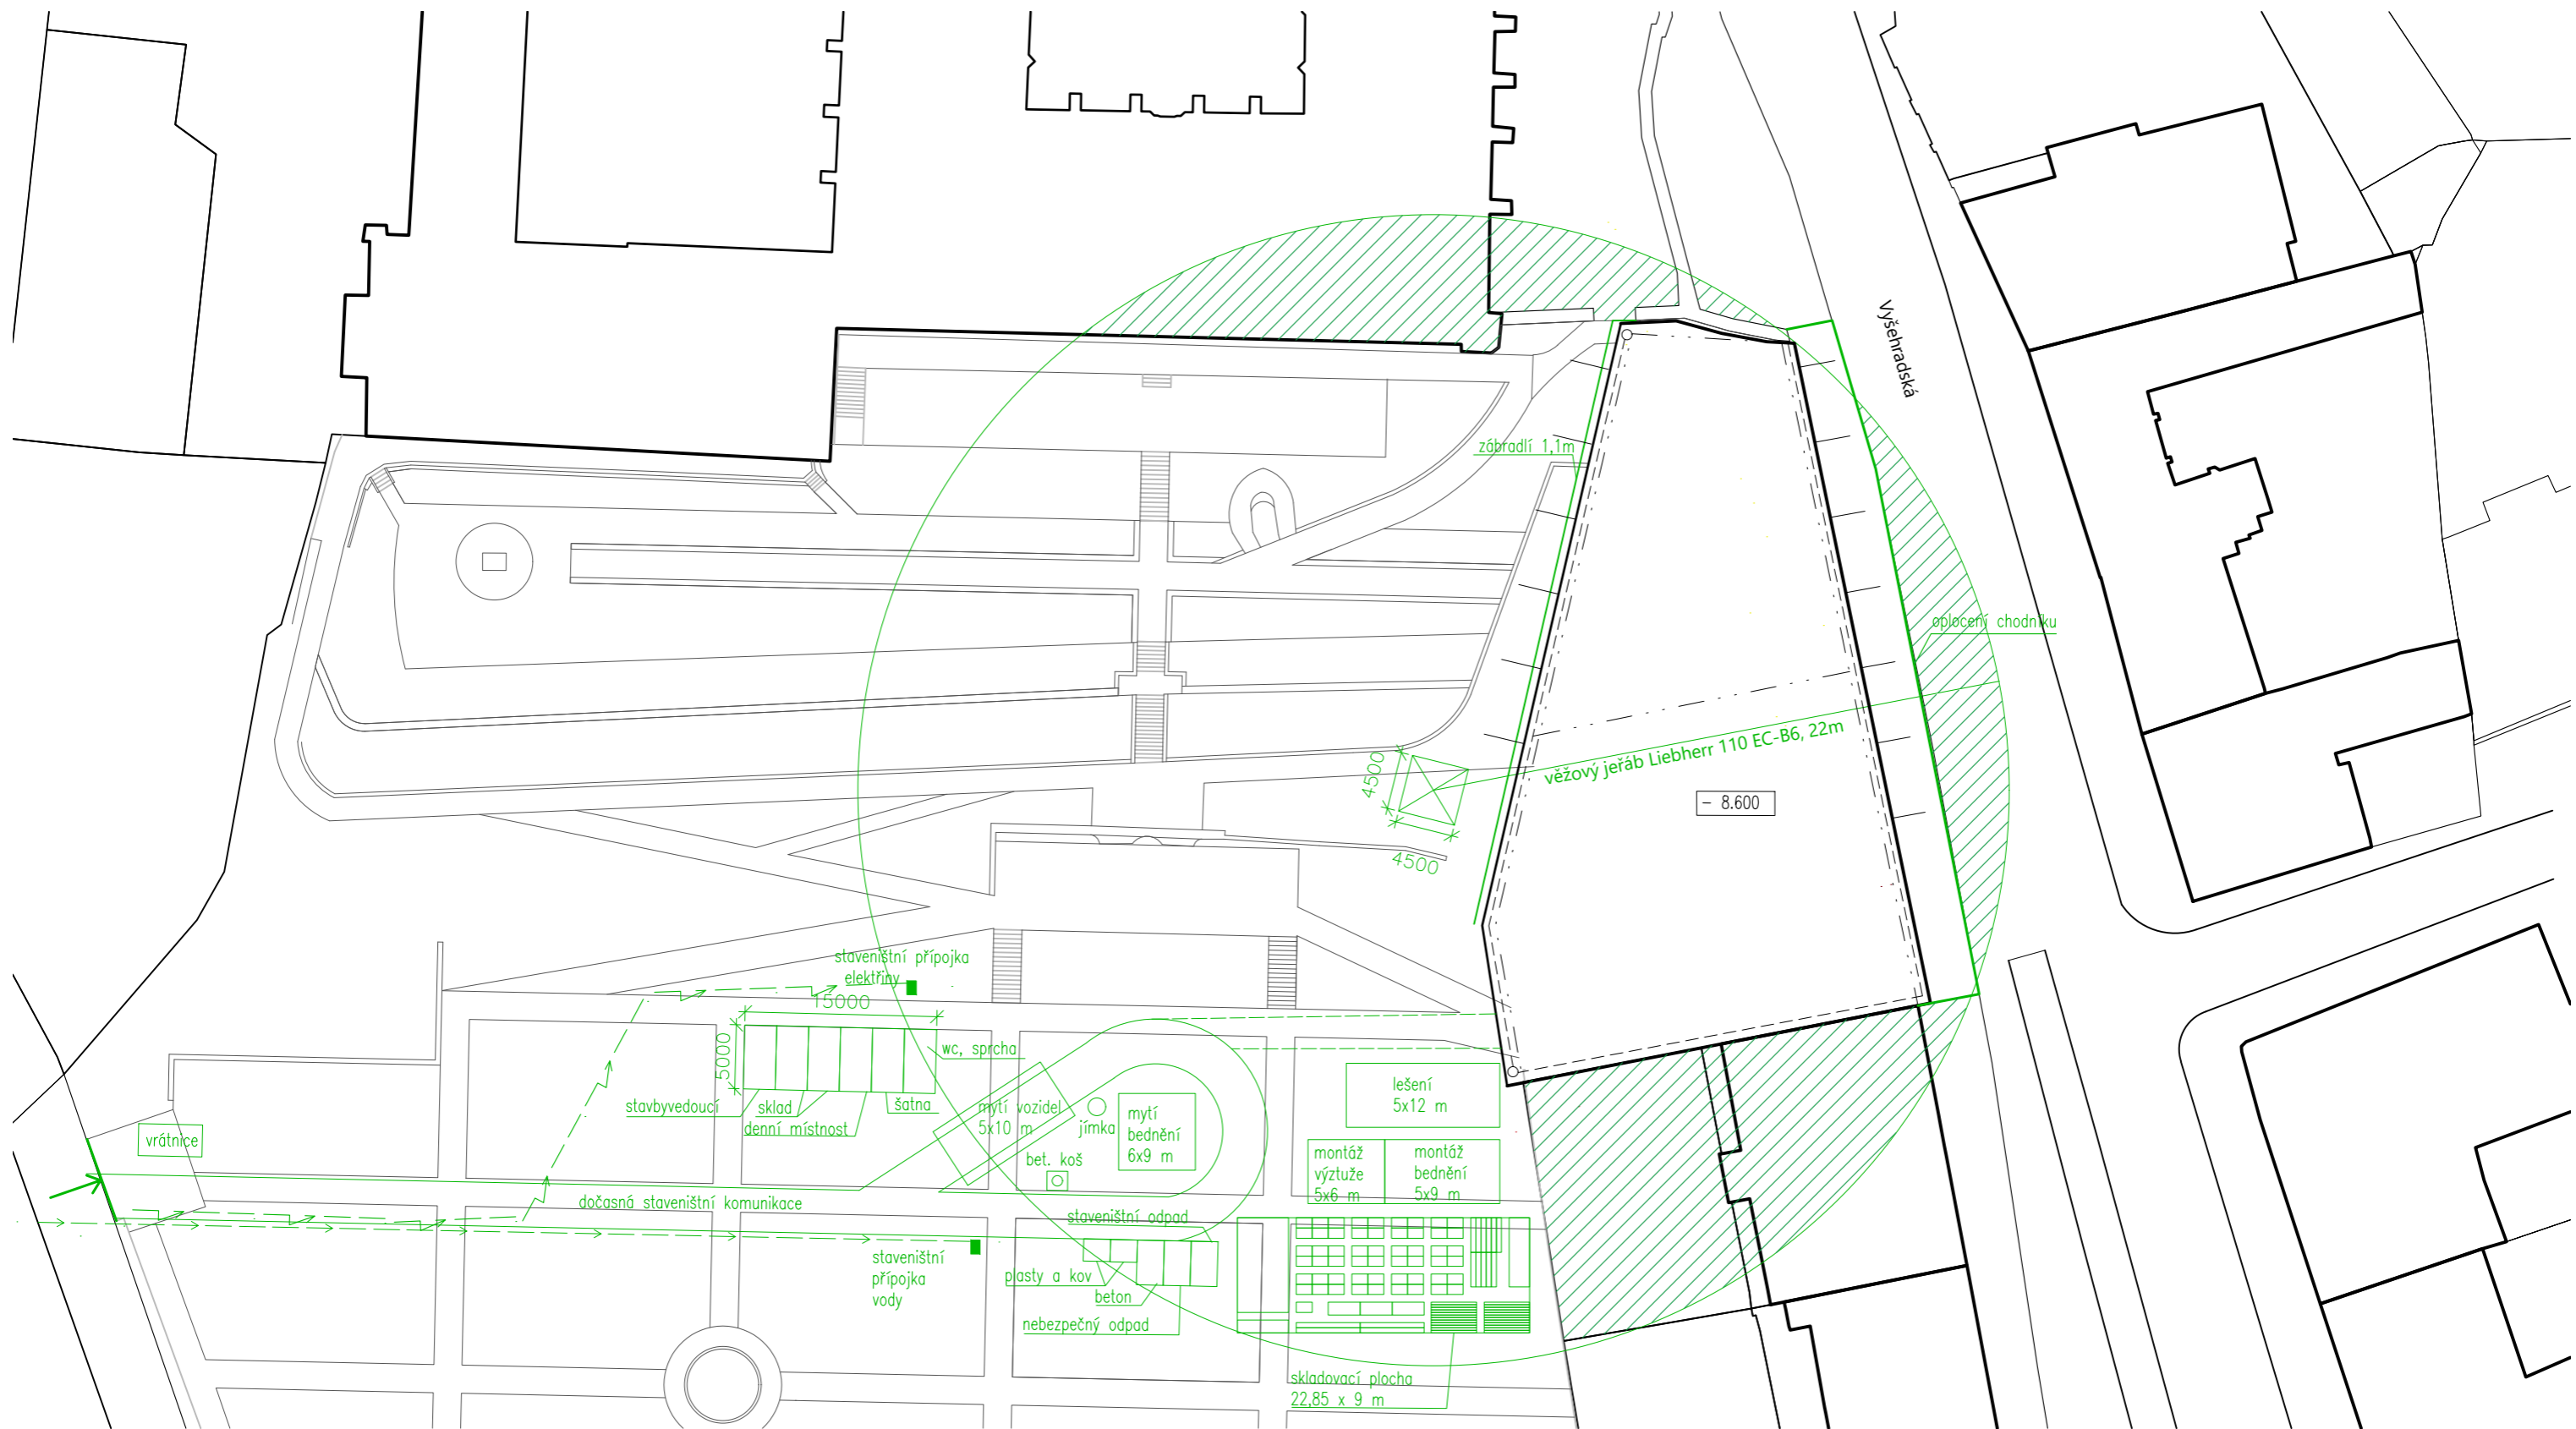 Vyšehradská
zábradlí 1,1m
oplocení chodníku
věžový jeřáb Liebherr 110 EC-B6, 22m
4500
4500
- 8.600
staveništní přípojka
elektřiny
15000
5000
wc, sprcha
stavbyvedoucí
sklad
denní místnost
šatna
mytí vozidel
5x10 m
jímka
mytí
bednění
6x9 m
bet. koš
lešení
5x12 m
montáž
výztuže
5x6 m
montáž
bednění
5x9 m
vrátnice
dočasná staveništní komunikace
staveništní odpad
staveništní
přípojka
vody
plasty a kov
beton
nebezpečný odpad
skladovací plocha
22,85 x 9 m